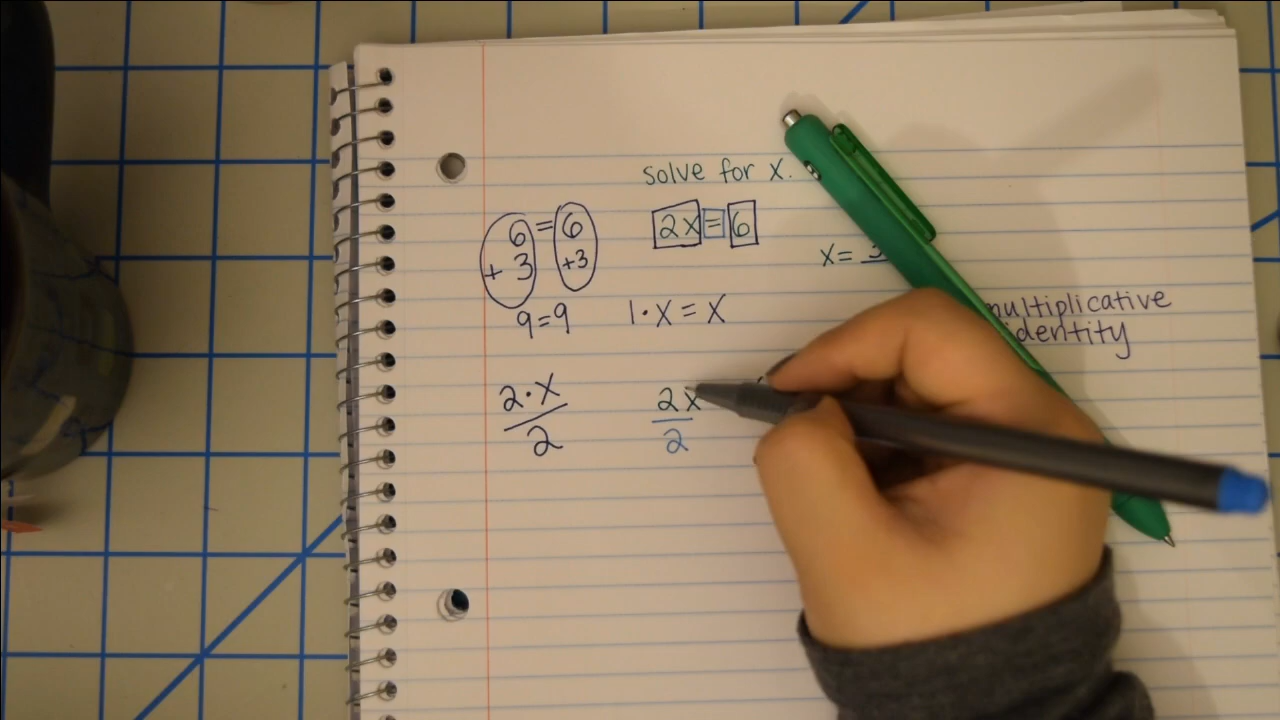 solve for x.
6 = 6
+ 3 +3
9 = 9
2x = 6
x = 3
1 · x = x
multiplicative
identity
2 · x
2
2x
2